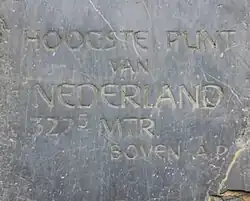 HOOGSTE PUNT
VAN
NEDERLAND
322⁵ MTR.
BOVEN A.P.